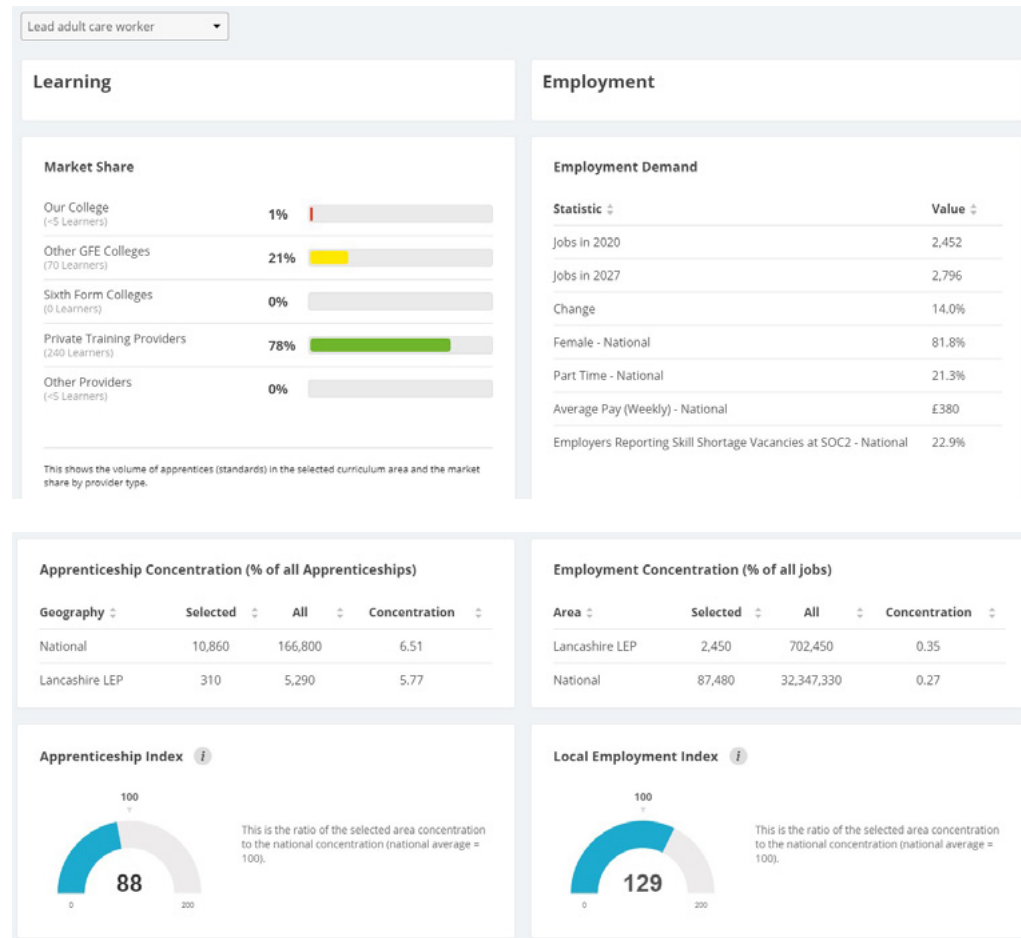 Lead adult care worker
Learning
Employment
Market Share
Our College
(<5 Learners)
1%
Other GFE Colleges
(70 Learners)
21%
Sixth Form Colleges
(0 Learners)
0%
Private Training Providers
(240 Learners)
78%
Other Providers
(<5 Learners)
0%
This shows the volume of apprentices (standards) in the selected curriculum area and the market
share by provider type.
Employment Demand
Statistic Value
Jobs in 2020 2,452
Jobs in 2027 2,796
Change 14.0%
Female - National 81.8%
Part Time - National 21.3%
Average Pay (Weekly) - National £380
Employers Reporting Skill Shortage Vacancies at SOC2 - National 22.9%
Apprenticeship Concentration (% of all Apprenticeships)
Geography Selected All Concentration
National 10,860 166,800 6.51
Lancashire LEP 310 5,290 5.77
Employment Concentration (% of all jobs)
Area Selected All Concentration
Lancashire LEP 2,450 702,450 0.35
National 87,480 32,347,330 0.27
Apprenticeship Index i
100
88
0 200
This is the ratio of the selected area concentration
to the national concentration (national average =
100).
Local Employment Index i
100
129
0 200
This is the ratio of the selected area concentration
to the national concentration (national average =
100).